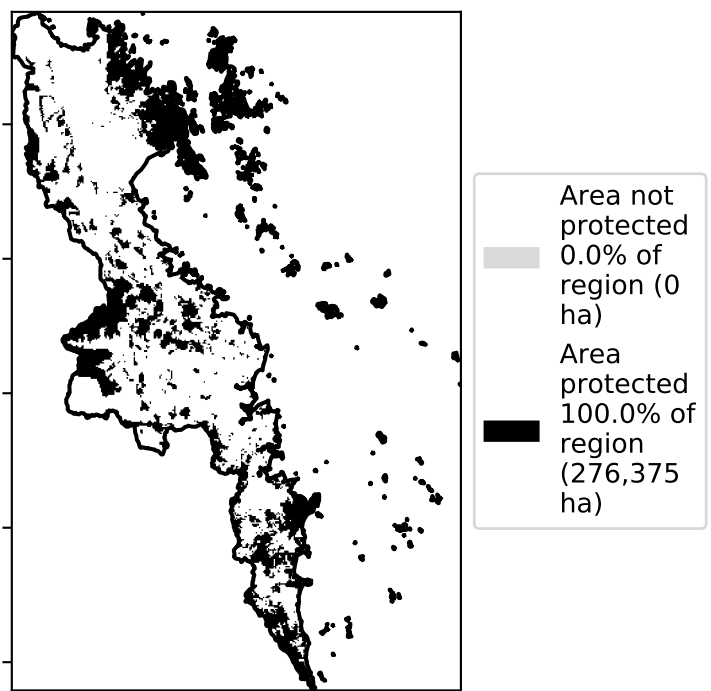 Area not
protected
0.0% of
region (0
ha)
Area
protected
100.0% of
region
(276,375
ha)